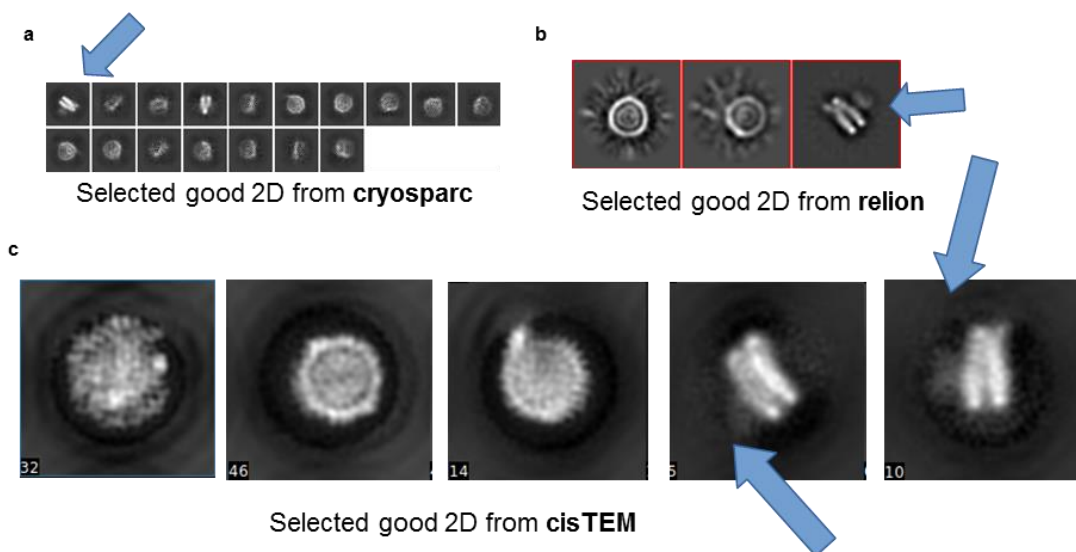 a
Selected good 2D from cryosparc
b
Selected good 2D from relion
c
32
46
14
5
10
Selected good 2D from cisTEM